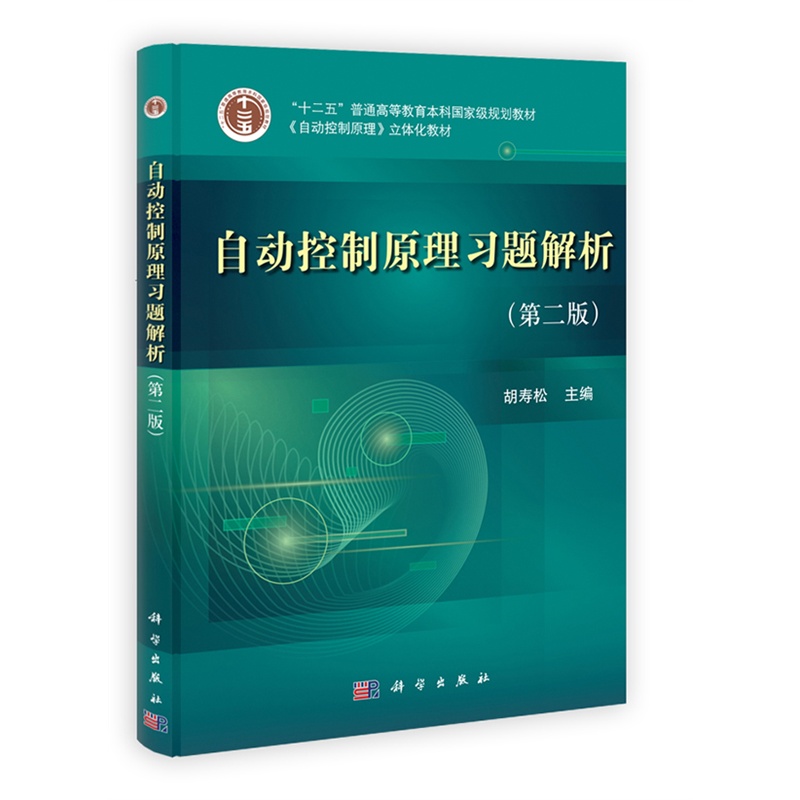 “十二五”普通高等教育本科国家级规划教材
《自动控制原理》立体化教材
自动控制原理习题解析
（第二版）
胡寿松 主编
科学出版社
自动控制原理习题解析（第二版）
科学出版社